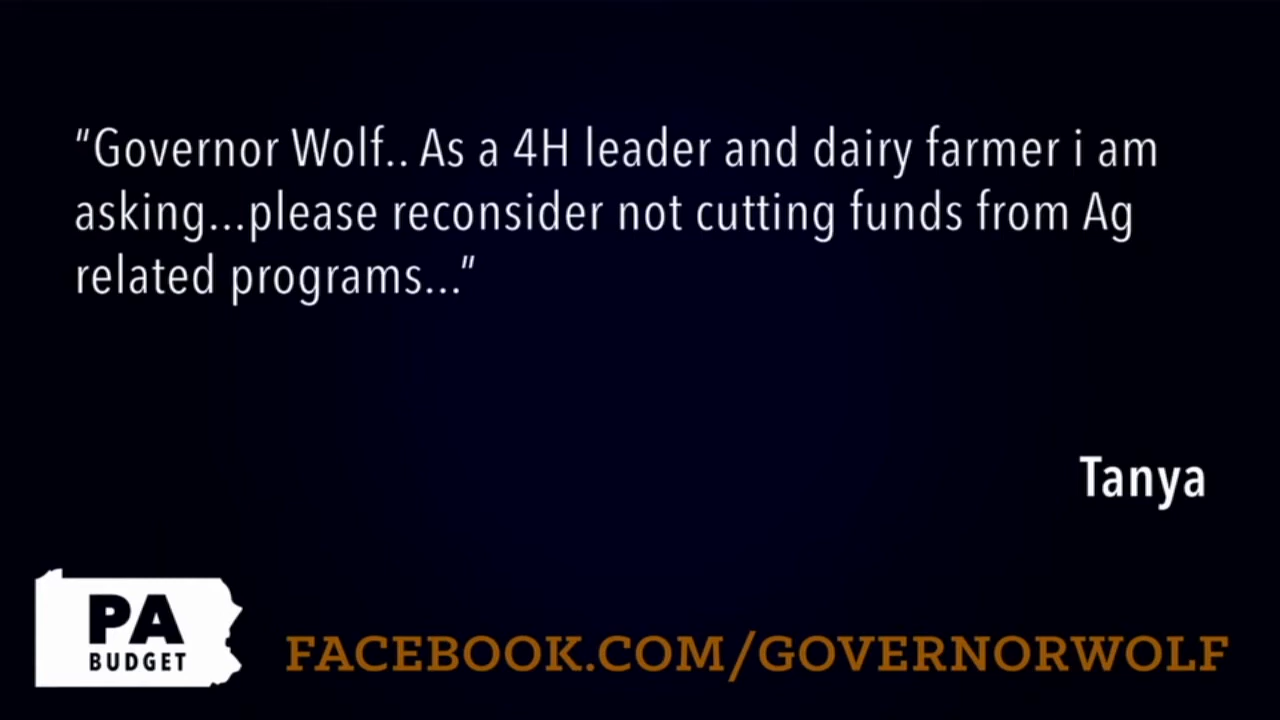 “Governor Wolf.. As a 4H leader and dairy farmer i am
asking...please reconsider not cutting funds from Ag
related programs...”
Tanya
PA
BUDGET
FACEBOOK.COM/GOVERNORWOLF